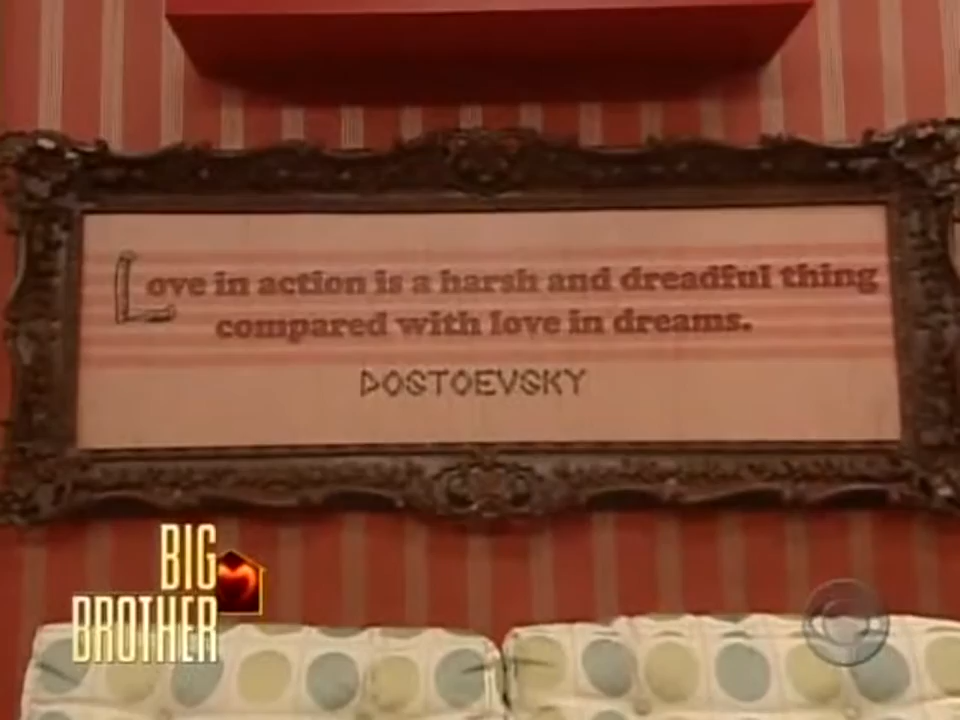 Love in action is a harsh and dreadful thing
compared with love in dreams.
DOSTOEVSKY
BIG
BROTHER